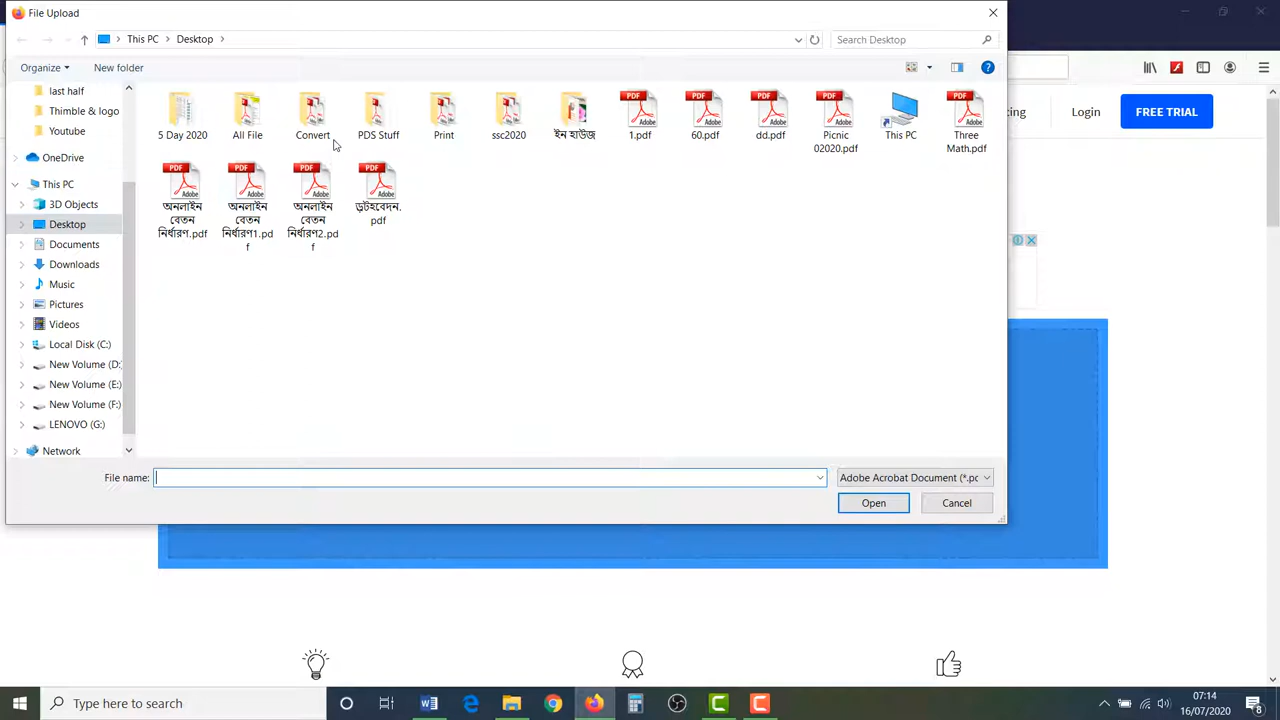 File Upload
This PC
Desktop
Search Desktop
Organize
New folder
last half
Thimble & logo
Youtube
OneDrive
This PC
3D Objects
Desktop
Documents
Downloads
Music
Pictures
Videos
Local Disk (C:)
New Volume (D:
New Volume (E:)
New Volume (F:)
LENOVO (G:)
Network
5 Day 2020
All File
Convert
PDS Stuff
Print
ssc2020
ইন হাউজ
1.pdf
60.pdf
dd.pdf
Picnic
02020.pdf
This PC
Three
Math.pdf
অনলাইন
বেতন
নির্ধারণ.pdf
অনলাইন
বেতন
নির্ধারণ1.pd
f
অনলাইন
বেতন
নির্ধারণ2.pd
f
pdf
File name:
Adobe Acrobat Document (*.pc
Open
Cancel
ting
Login
FREE TRIAL
Type here to search
07:14
16/07/2020
8